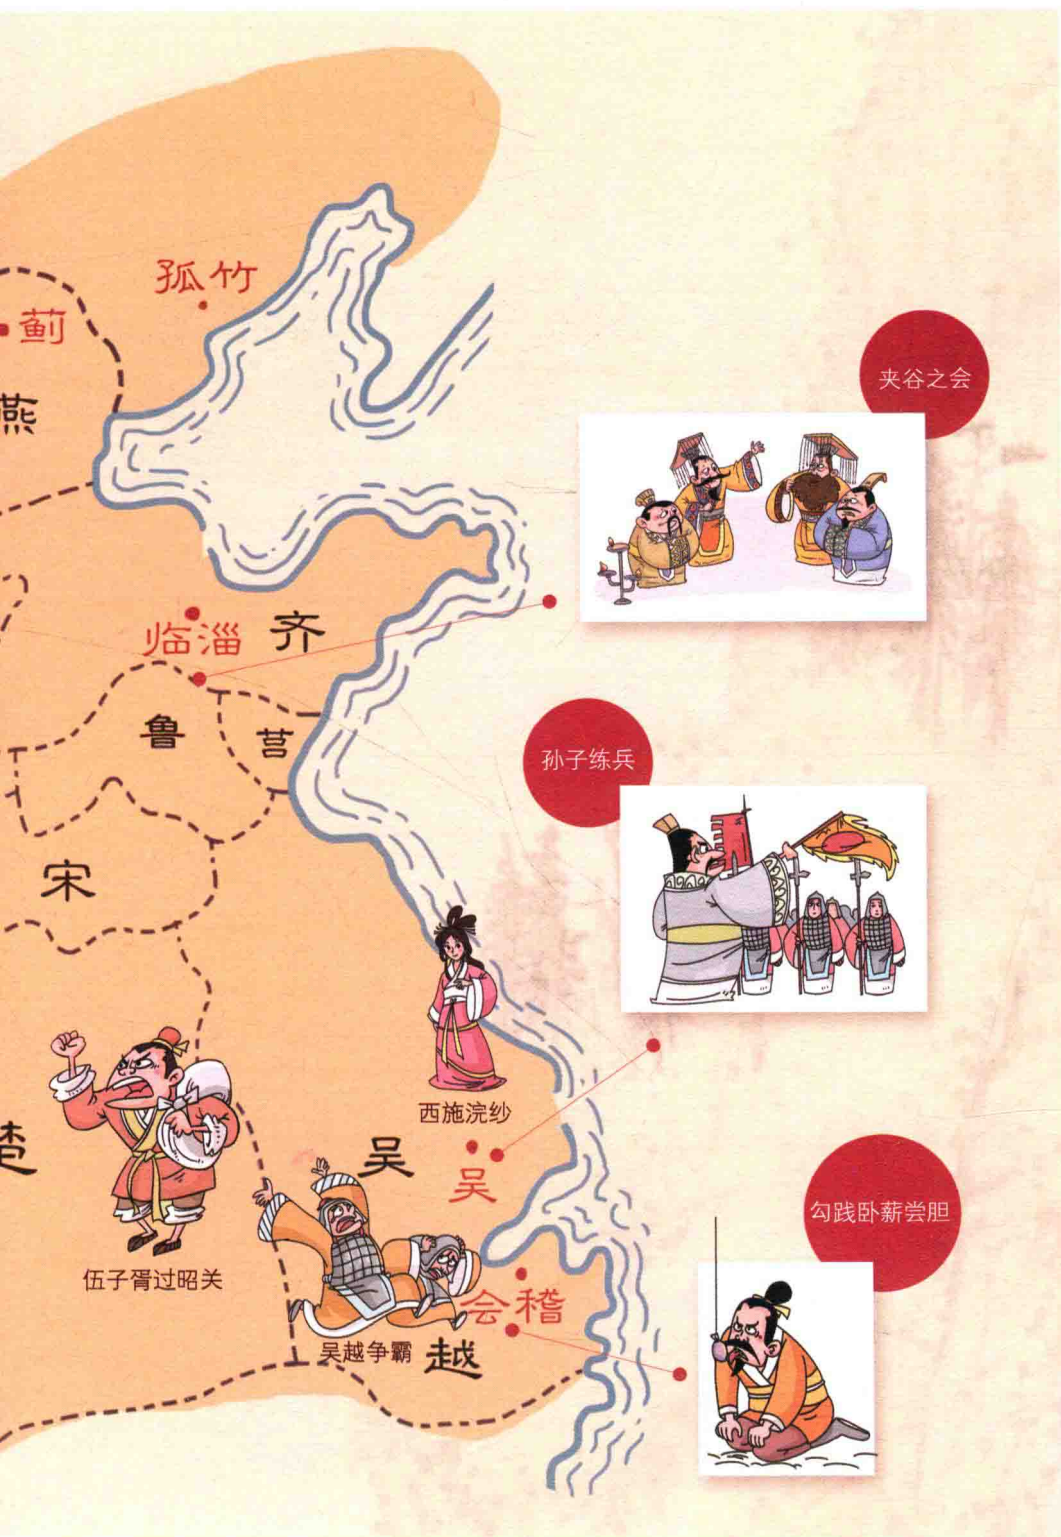 孤竹
蓟
燕
夹谷之会
临淄
齐
鲁
莒
孙子练兵
宋
西施浣纱
楚
吴
吴
伍子胥过昭关
勾践卧薪尝胆
会稽
吴越争霸
越